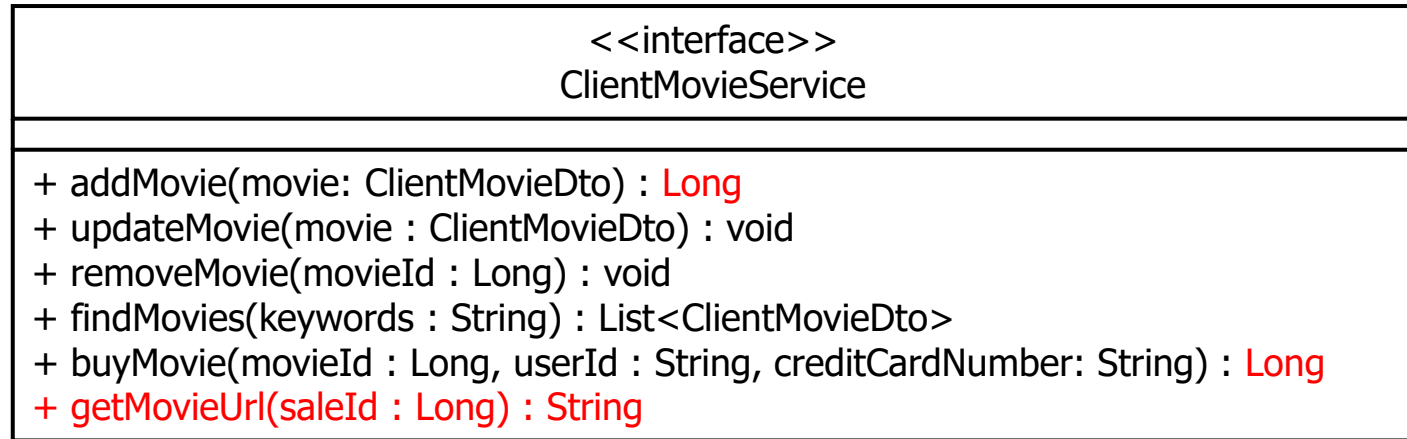 <<interface>>
ClientMovieService
+ addMovie(movie: ClientMovieDto) : Long
+ updateMovie(movie : ClientMovieDto) : void
+ removeMovie(movieId : Long) : void
+ findMovies(keywords : String) : List<ClientMovieDto>
+ buyMovie(movieId : Long, userId : String, creditCardNumber: String) : Long
+ getMovieUrl(saleId : Long) : String